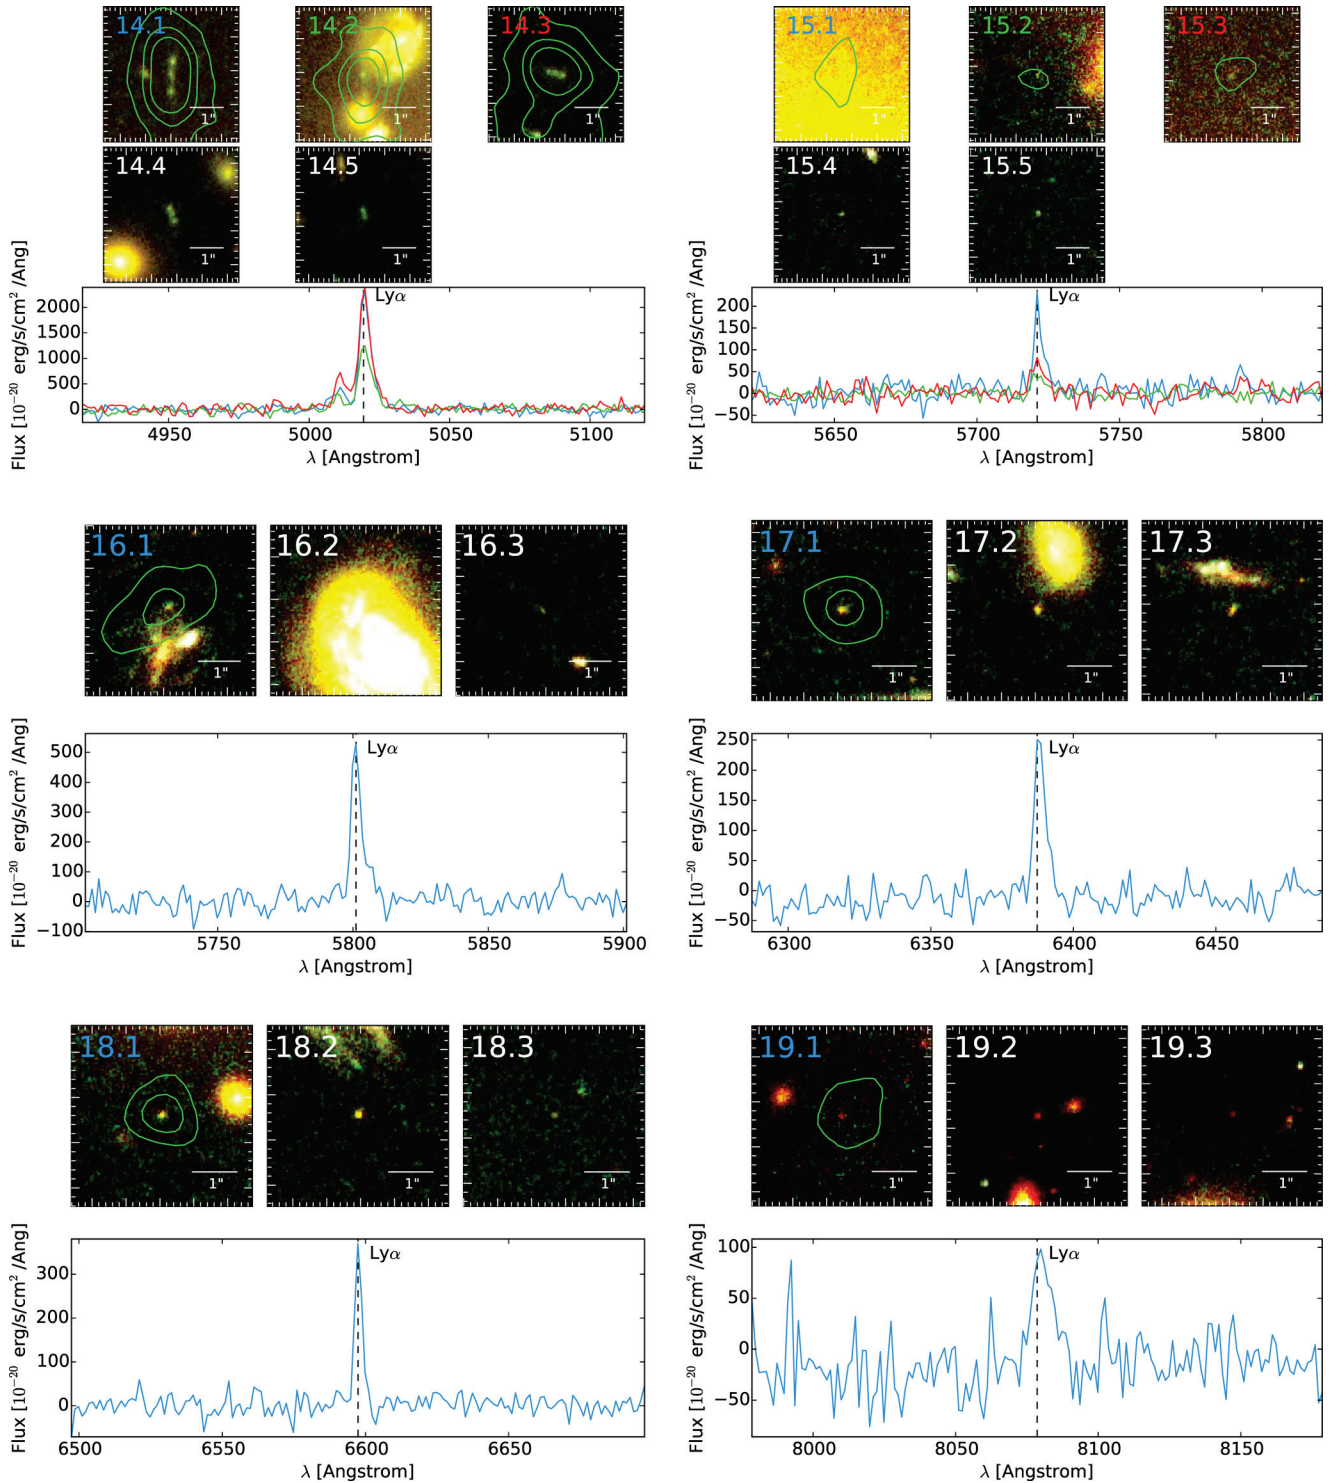 14.1 14.2 14.3
1" 1" 1"
14.4 14.5
1" 1"
Flux [10⁻²⁰ erg/s/cm² /Ang]
2000
1500
1000
500
0
Lyα
4950 5000 5050 5100
λ [Angstrom]
15.1 15.2 15.3
1" 1" 1"
15.4 15.5
1" 1"
Flux [10⁻²⁰ erg/s/cm² /Ang]
200
150
100
50
0
−50
Lyα
5650 5700 5750 5800
λ [Angstrom]
16.1 16.2 16.3
1" 1" 1"
Flux [10⁻²⁰ erg/s/cm² /Ang]
500
400
300
200
100
0
−100
Lyα
5750 5800 5850 5900
λ [Angstrom]
17.1 17.2 17.3
1" 1" 1"
Flux [10⁻²⁰ erg/s/cm² /Ang]
250
200
150
100
50
0
−50
Lyα
6300 6350 6400 6450
λ [Angstrom]
18.1 18.2 18.3
1" 1" 1"
Flux [10⁻²⁰ erg/s/cm² /Ang]
300
200
100
0
Lyα
6500 6550 6600 6650
λ [Angstrom]
19.1 19.2 19.3
1" 1" 1"
Flux [10⁻²⁰ erg/s/cm² /Ang]
100
50
0
−50
Lyα
8000 8050 8100 8150
λ [Angstrom]